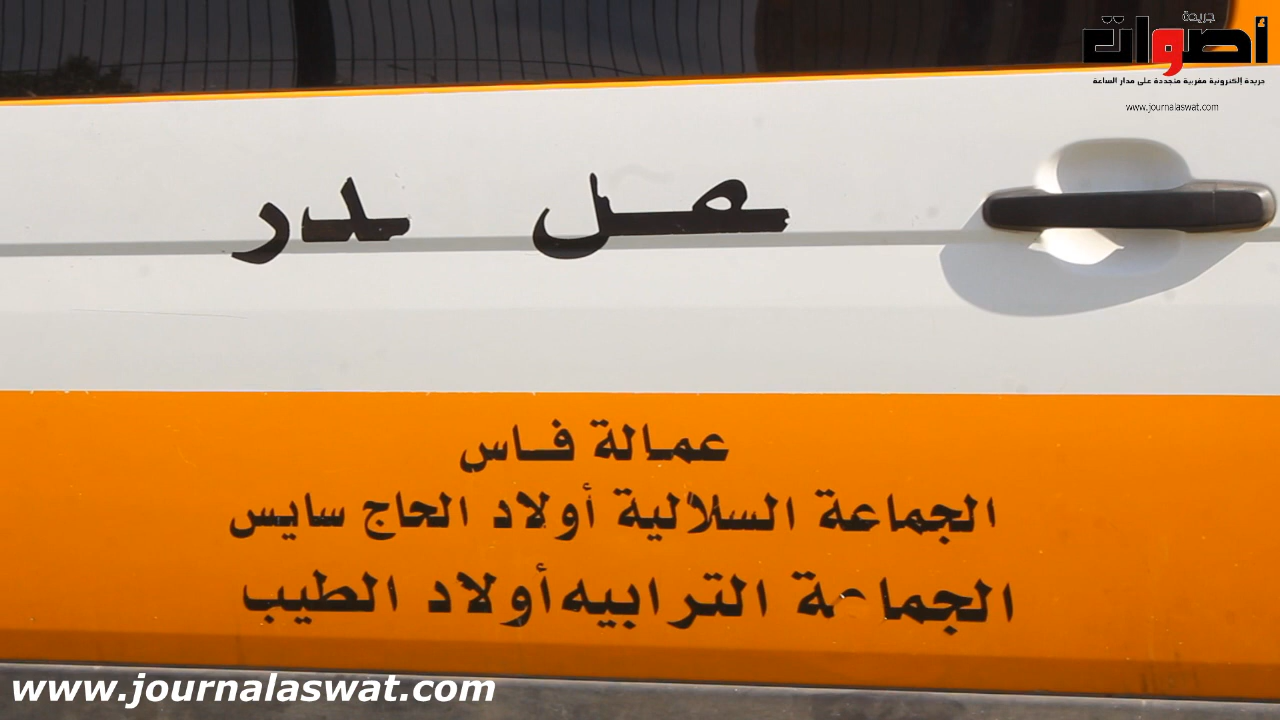 جريدة
أصوات
جريدة إلكترونية مغربية متجددة على مدار الساعة
www.journalaswat.com
عمالة فاس
الجماعة السلالية أولاد الحاج سايس
الجماعة الترابيه أولاد الطيب
www.journalaswat.com